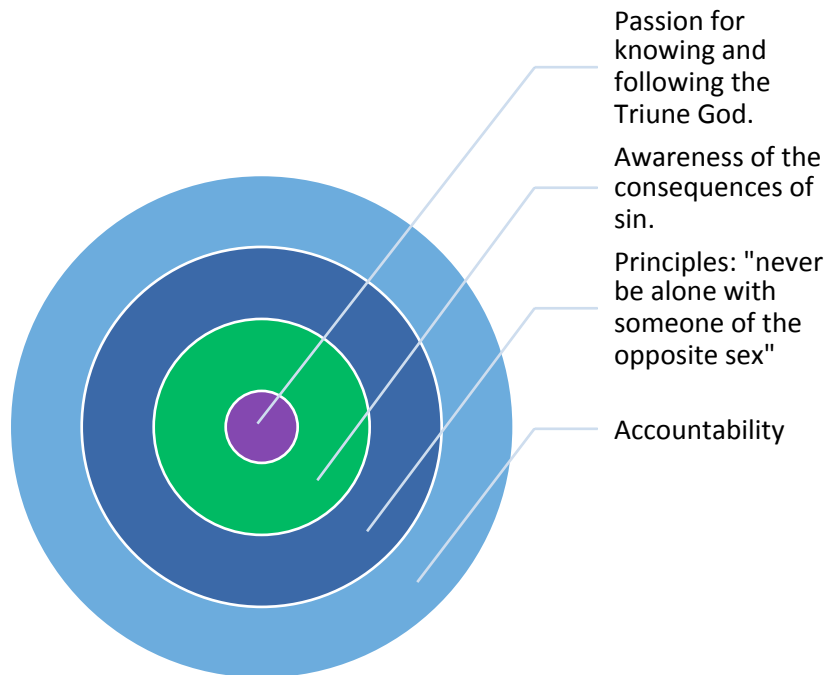 Passion for
knowing and
following the
Triune God.
Awareness of the
consequences of
sin.
Principles: "never
be alone with
someone of the
opposite sex"
Accountability